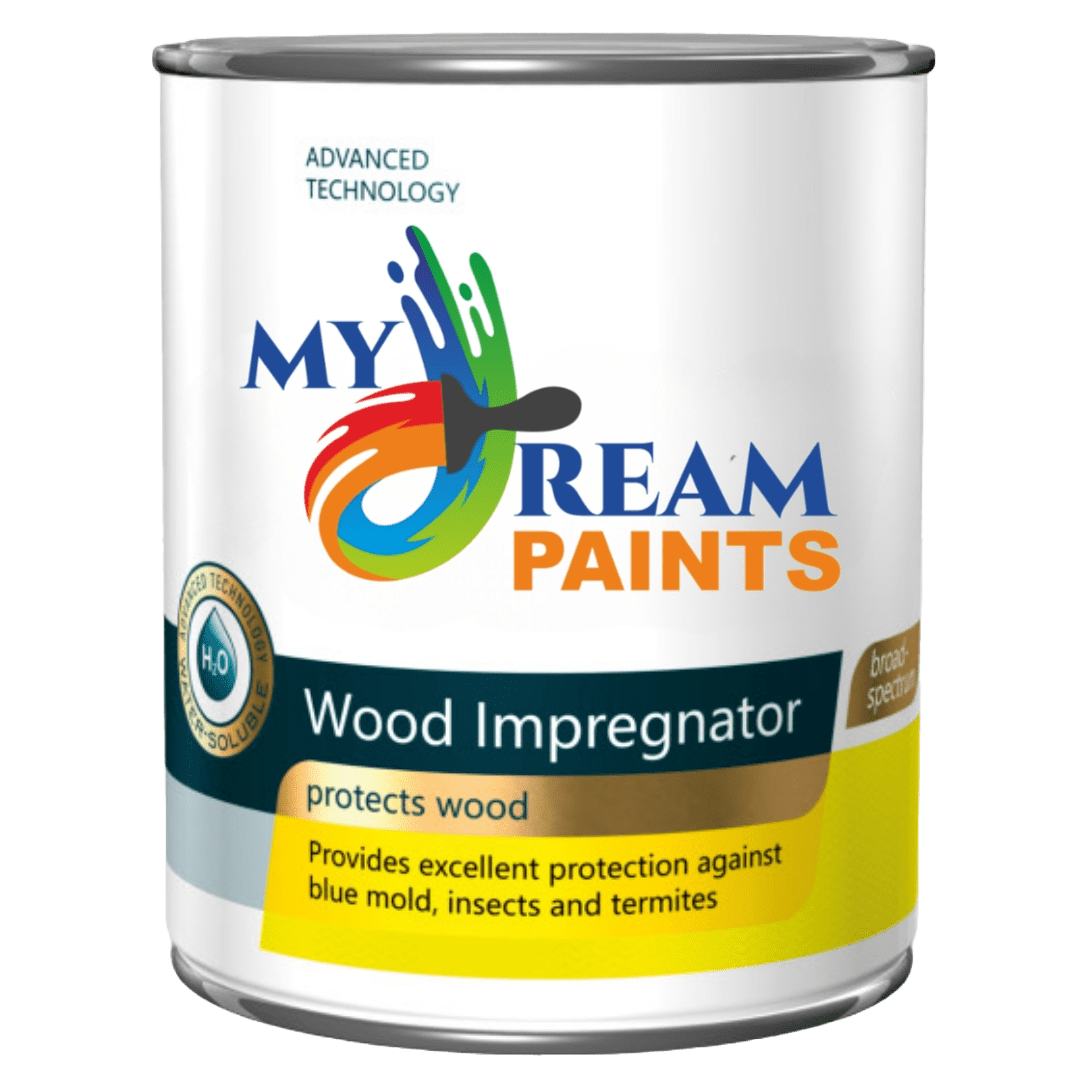 ADVANCED
TECHNOLOGY
MY
DREAM
PAINTS
ADVANCED TECHNOLOGY
H₂O
WATER-SOLUBLE
broad-
spectrum
Wood Impregnator
protects wood
Provides excellent protection against
blue mold, insects and termites